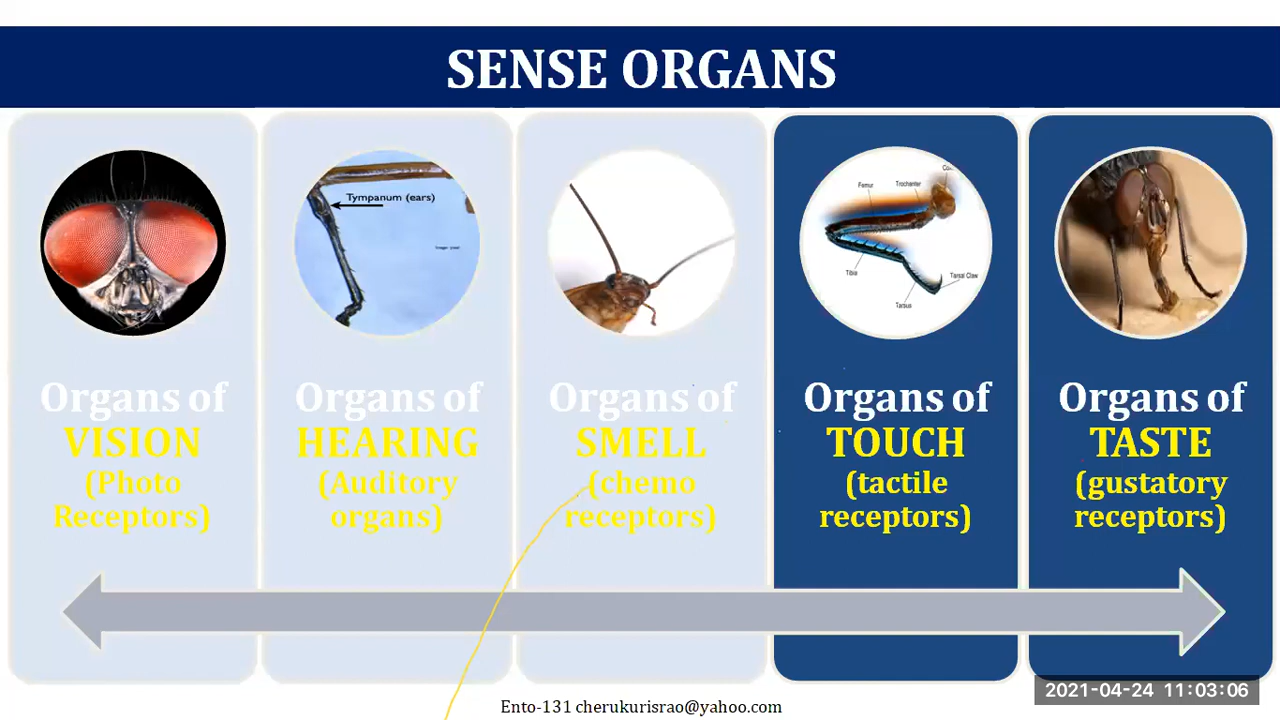 SENSE ORGANS
Tympanum (ears)
Femur
Trochanter
Tibia
Tarsal Claw
Tarsus
Organs of
VISION
(Photo
Receptors)
Organs of
HEARING
(Auditory
organs)
Organs of
SMELL
(chemo
receptors)
Organs of
TOUCH
(tactile
receptors)
Organs of
TASTE
(gustatory
receptors)
Ento-131 cherukurisrao@yahoo.com
2021-04-24 11:03:06